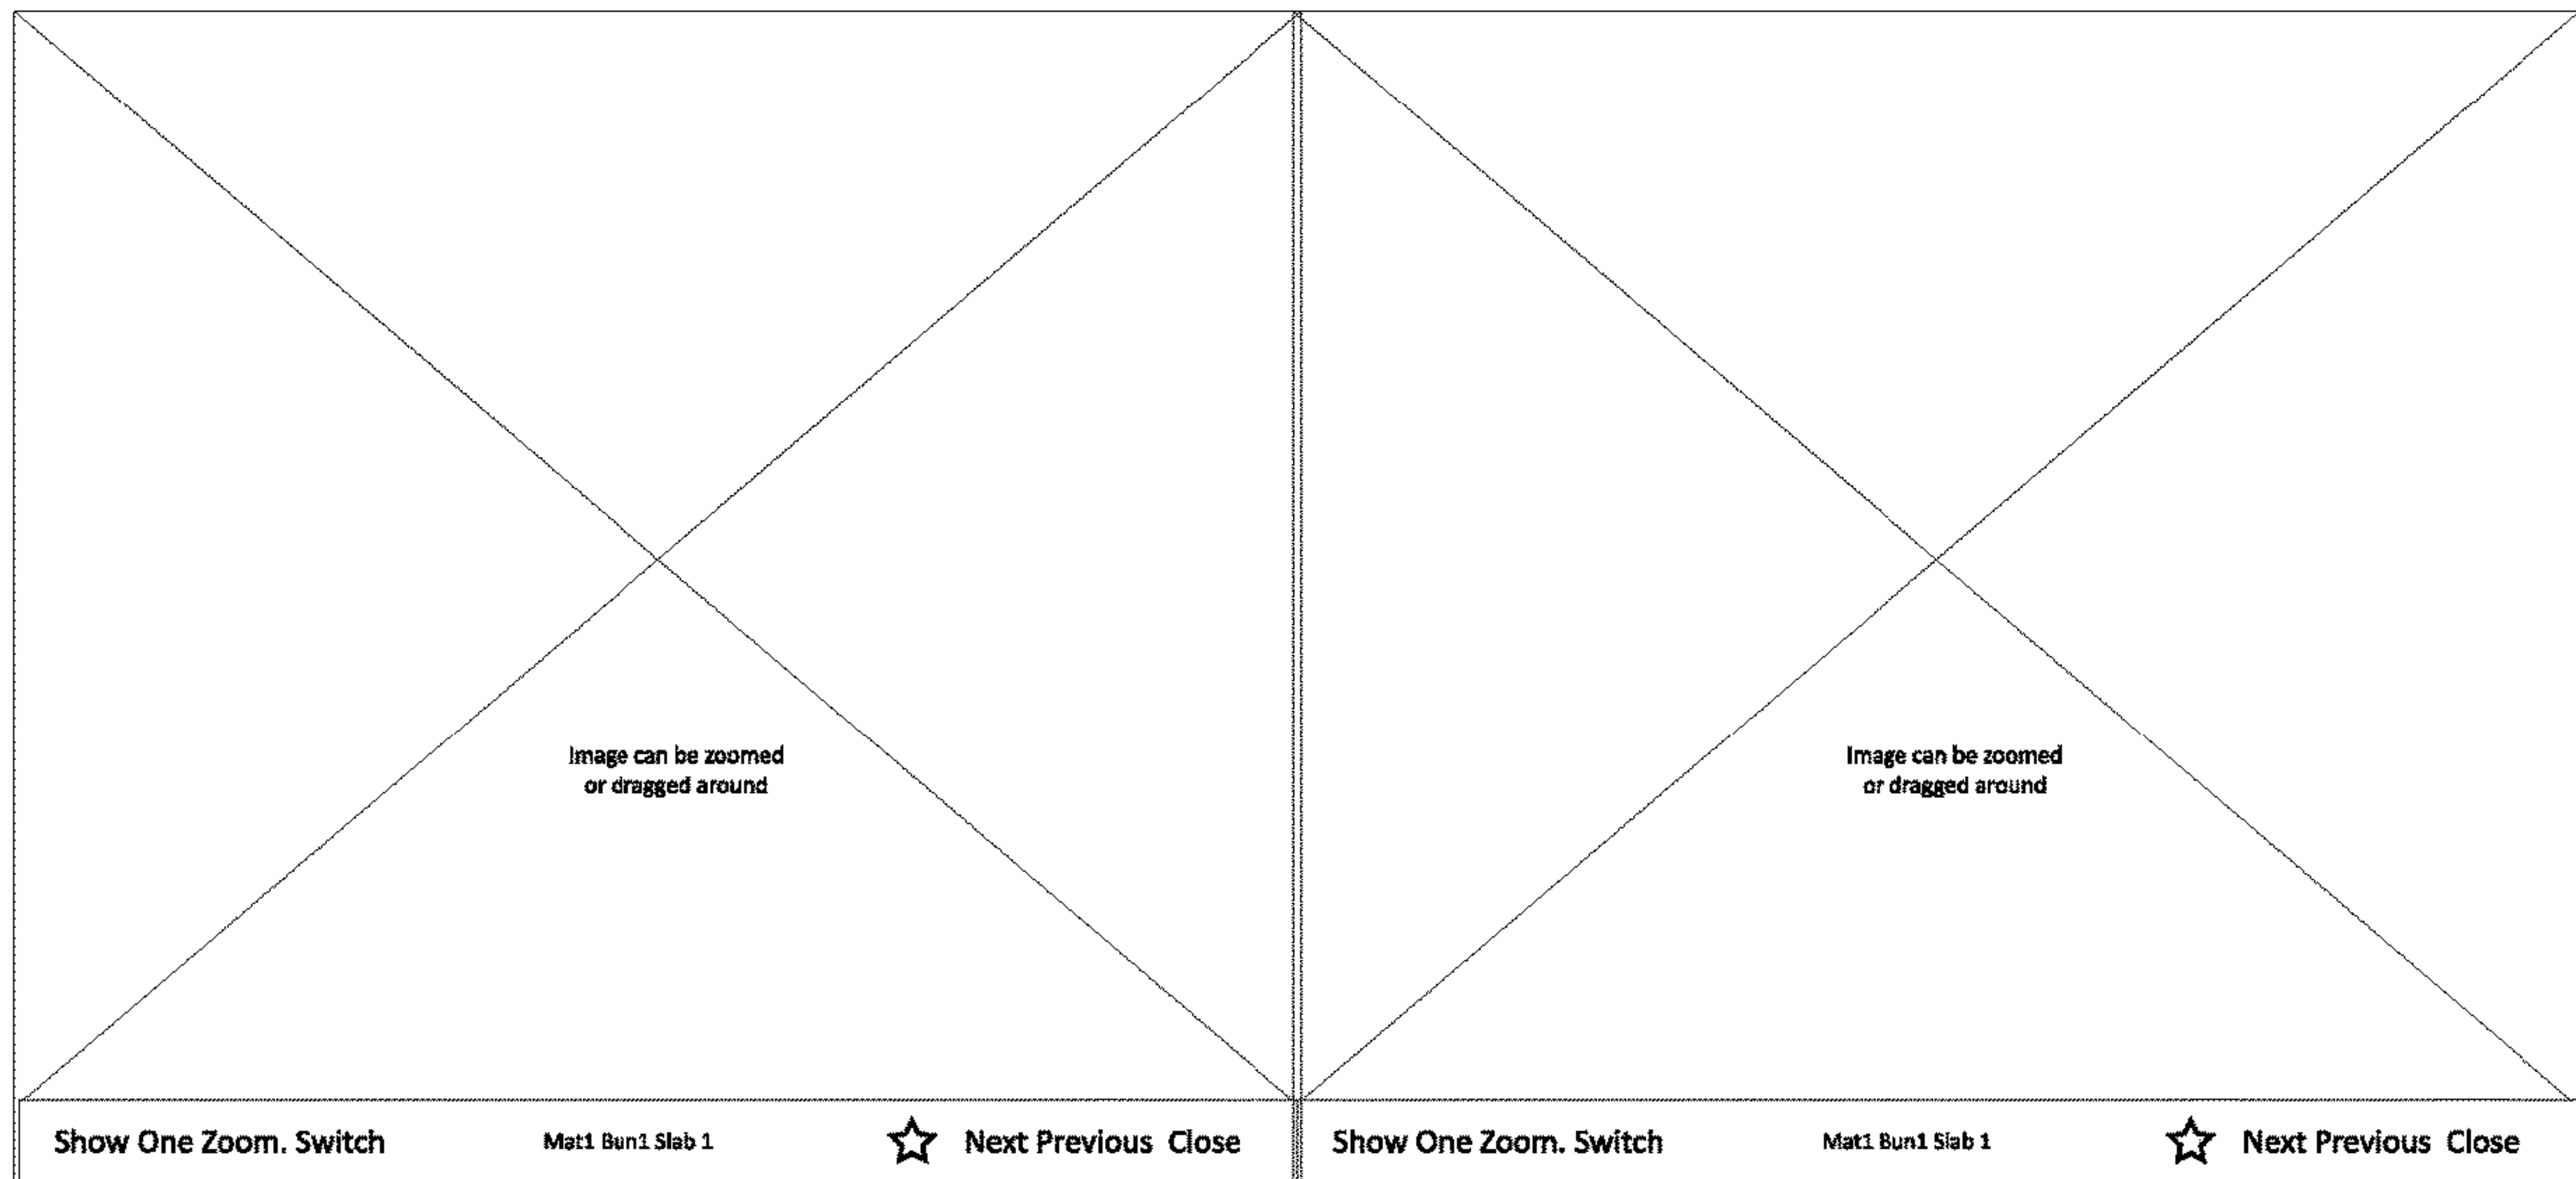 Image can be zoomed
or dragged around
Image can be zoomed
or dragged around
Show One Zoom. Switch Mat1 Bun1 Slab 1 Next Previous Close
Show One Zoom. Switch Mat1 Bun1 Slab 1 Next Previous Close